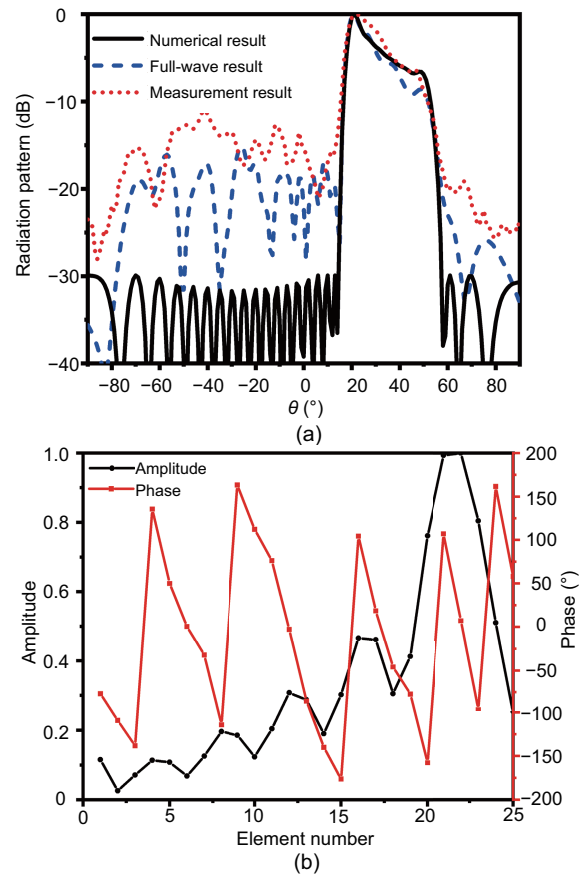 0
−10
−20
−30
−40
Radiation pattern (dB)
Numerical result
Full-wave result
Measurement result
−80 −60 −40 −20 0 20 40 60 80
θ (°)
(a)
1.0
0.8
0.6
0.4
0.2
0
Amplitude
Amplitude
Phase
200
150
100
50
0
−50
−100
−150
−200
Phase (°)
0 5 10 15 20 25
Element number
(b)